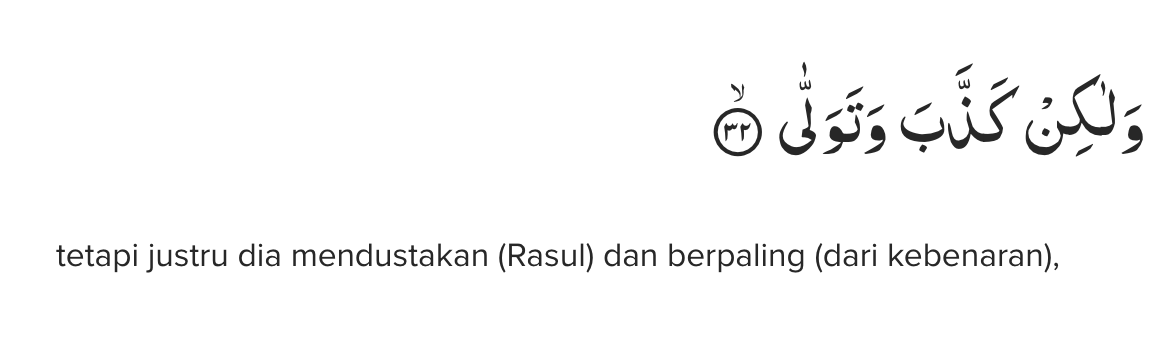 وَلٰكِنْ كَذَّبَ وَتَوَلّٰىۙ ٣٢
tetapi justru dia mendustakan (Rasul) dan berpaling (dari kebenaran),